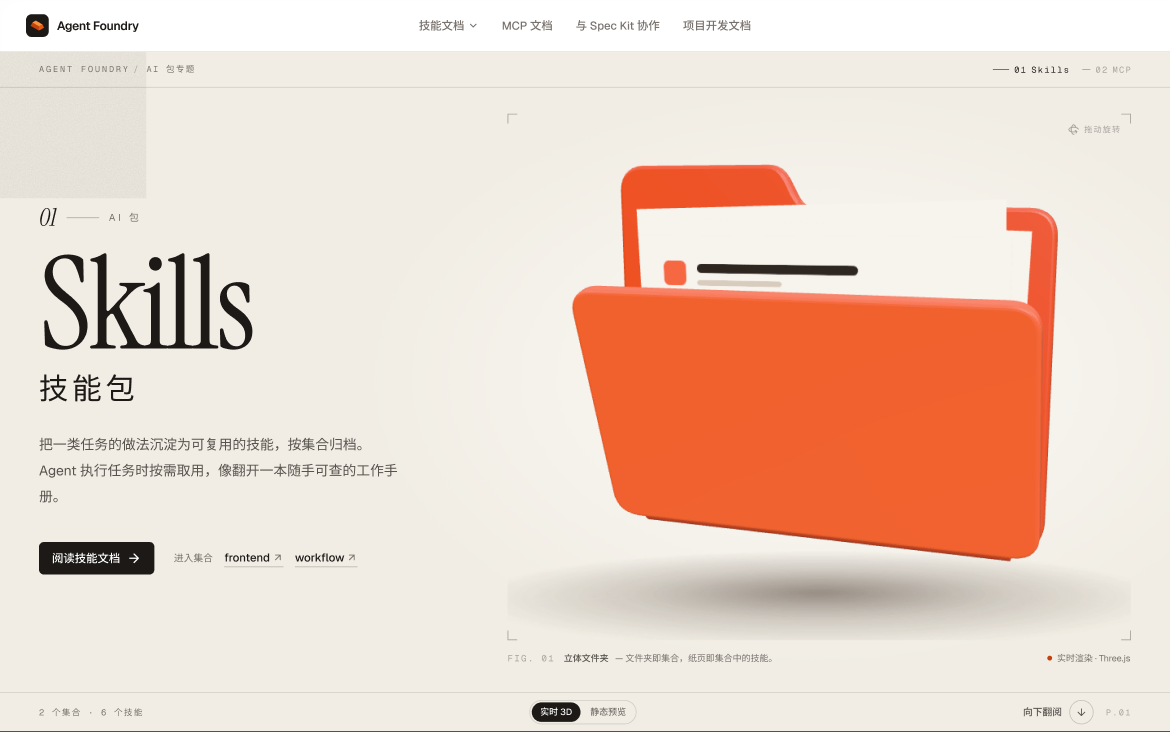 Agent Foundry
技能文档
MCP 文档
与 Spec Kit 协作
项目开发文档
AGENT FOUNDRY / AI 包专题
01 Skills
02 MCP
拖动旋转
01
AI 包
Skills
技能包
把一类任务的做法沉淀为可复用的技能，按集合归档。
Agent 执行任务时按需取用，像翻开一本随手可查的工作手
册。
阅读技能文档
进入集合
frontend
workflow
FIG. 01 立体文件夹 — 文件夹即集合，纸页即集合中的技能。
实时渲染 · Three.js
2 个集合 · 6 个技能
实时 3D
静态预览
向下翻阅
P.01